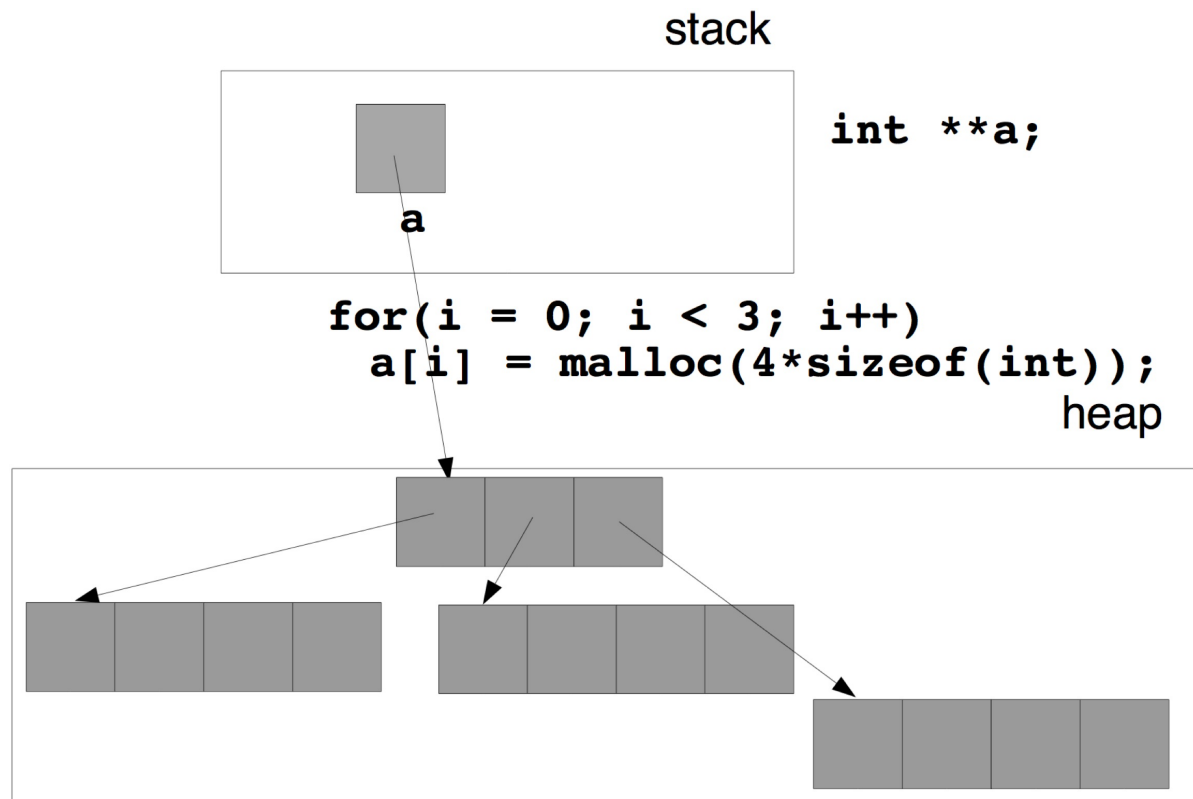 stack
int **a;
a
for(i = 0; i < 3; i++)
a[i] = malloc(4*sizeof(int));
heap